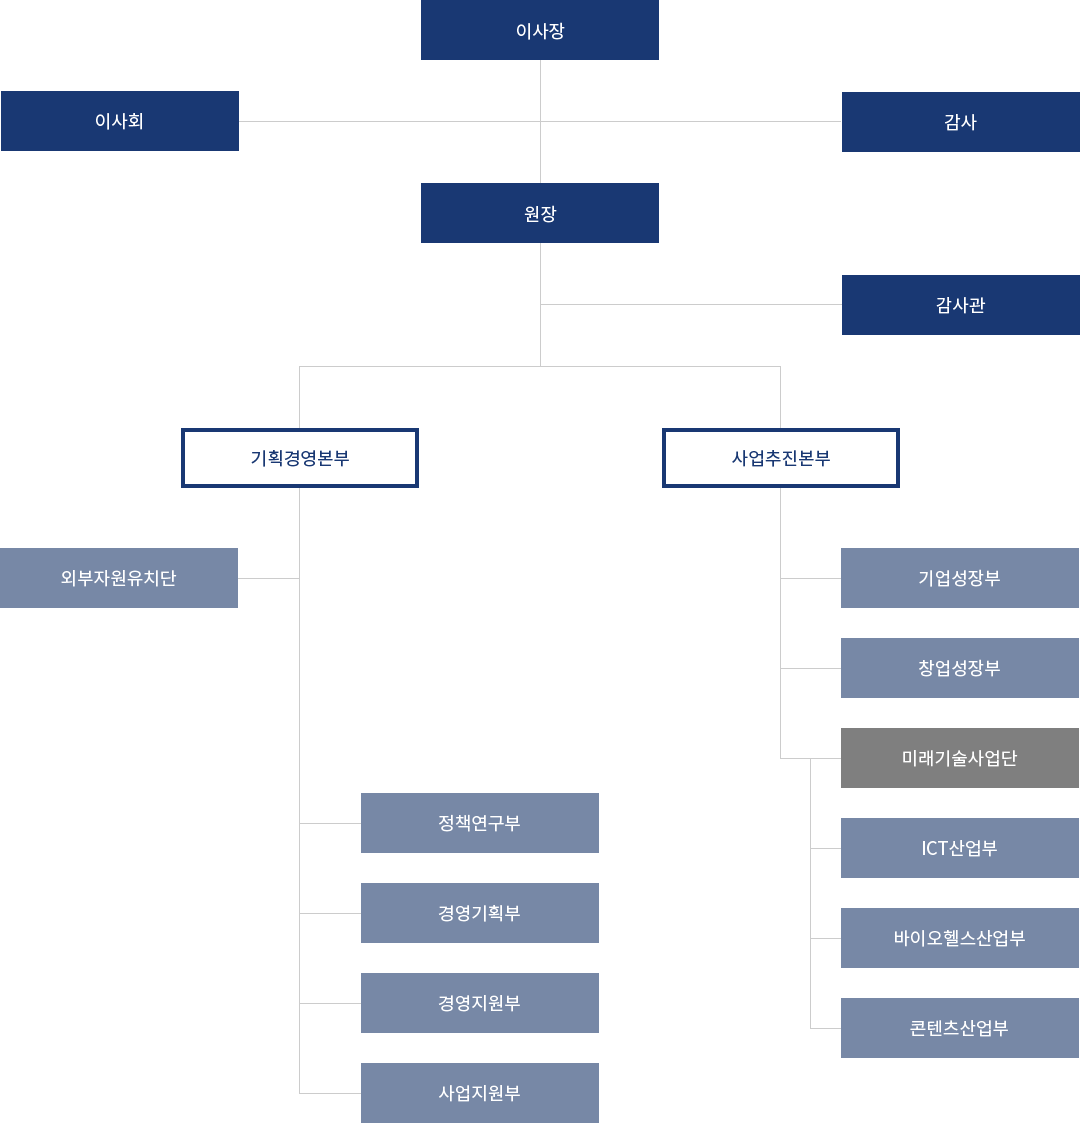 이사장
이사회
감사
원장
감사관
기획경영본부
사업추진본부
외부자원유치단
기업성장부
창업성장부
미래기술사업단
정책연구부
ICT산업부
경영기획부
바이오헬스산업부
경영지원부
콘텐츠산업부
사업지원부